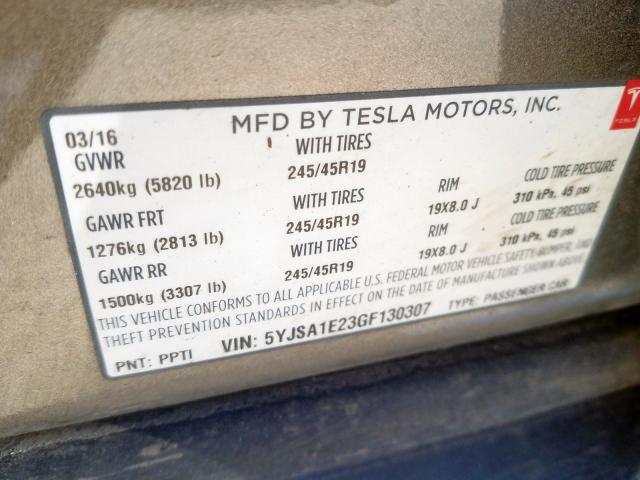 MFD BY TESLA MOTORS, INC.
TESLA
03/16
GVWR WITH TIRES
2640kg (5820 lb) 245/45R19
GAWR FRT WITH TIRES RIM COLD TIRE PRESSURE
1276kg (2813 lb) 245/45R19 19X8.0 J 310 kPa, 45 psi
GAWR RR WITH TIRES RIM COLD TIRE PRESSURE
1500kg (3307 lb) 245/45R19 19X8.0 J 310 kPa, 45 psi
THIS VEHICLE CONFORMS TO ALL APPLICABLE U.S. FEDERAL MOTOR VEHICLE SAFETY, BUMPER, AND
THEFT PREVENTION STANDARDS IN EFFECT ON THE DATE OF MANUFACTURE SHOWN ABOVE.
PNT: PPTI VIN: 5YJSA1E23GF130307 TYPE: PASSENGER CAR